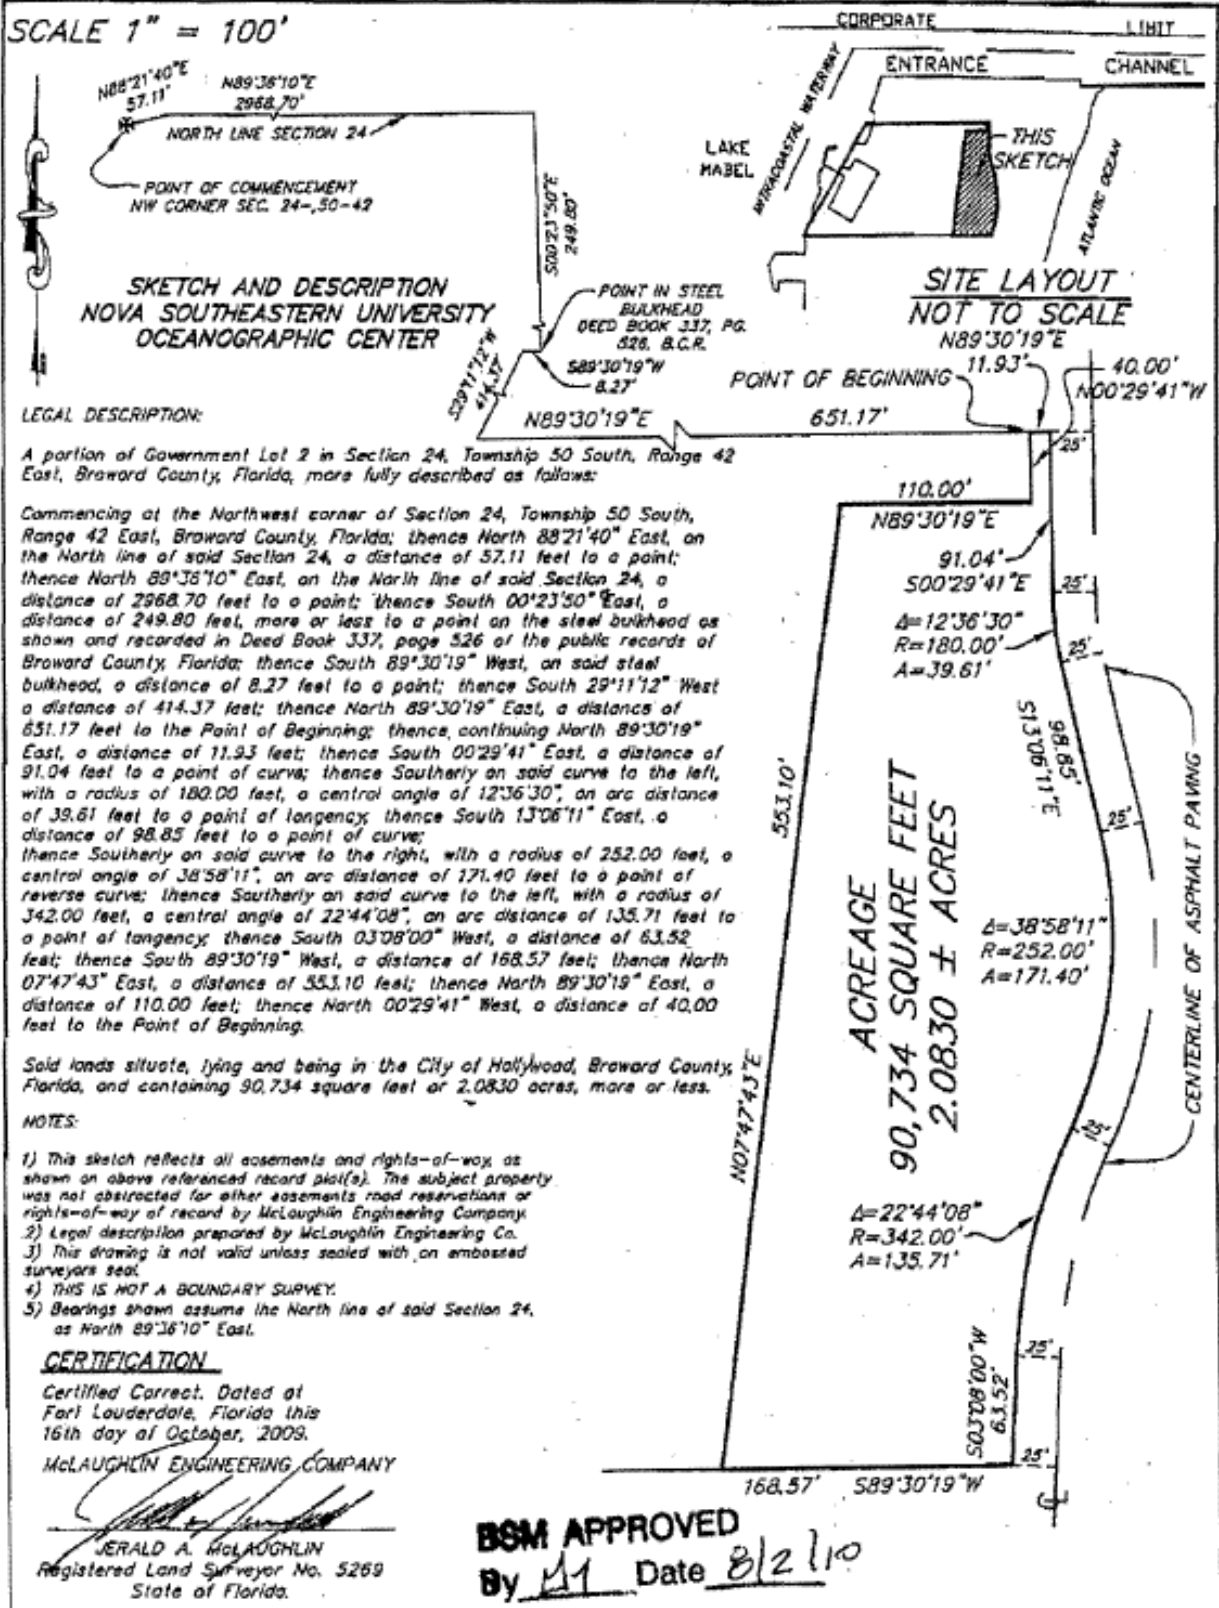 SCALE 1" = 100'
CORPORATE LIMIT
ENTRANCE CHANNEL
INTRACOASTAL WATERWAY
LAKE
MABEL
THIS
SKETCH
ATLANTIC OCEAN
SITE LAYOUT
NOT TO SCALE
N88°21'40"E
57.11'
N89°36'10"E
2968.70'
NORTH LINE SECTION 24
POINT OF COMMENCEMENT
NW CORNER SEC. 24-,50-42
S00°23'50"E
249.80'
SKETCH AND DESCRIPTION
NOVA SOUTHEASTERN UNIVERSITY
OCEANOGRAPHIC CENTER
POINT IN STEEL
BULKHEAD
DEED BOOK 337, PG.
526, B.C.R.
S89°30'19"W
8.27'
S29°11'12"W
414.37'
N89°30'19"E 651.17'
POINT OF BEGINNING
N89°30'19"E
11.93'
40.00'
N00°29'41"W
25'
110.00'
N89°30'19"E
91.04'
S00°29'41"E
25'
Δ=12°36'30"
R=180.00'
A=39.61'
25'
98.85'
S13°06'11"E
25'
553.10'
N07°47'43"E
ACREAGE
90,734 SQUARE FEET
2.0830 ± ACRES
Δ=38°58'11"
R=252.00'
A=171.40'
CENTERLINE OF ASPHALT PAVING
25'
Δ=22°44'08"
R=342.00'
A=135.71'
25'
S03°08'00"W
63.52'
25'
168.57' S89°30'19"W
LEGAL DESCRIPTION:
A portion of Government Lot 2 in Section 24, Township 50 South, Range 42
East, Broward County, Florida, more fully described as follows:
Commencing at the Northwest corner of Section 24, Township 50 South,
Range 42 East, Broward County, Florida; thence North 88°21'40" East, on
the North line of said Section 24, a distance of 57.11 feet to a point;
thence North 89°36'10" East, on the North line of said Section 24, a
distance of 2968.70 feet to a point; thence South 00°23'50" East, a
distance of 249.80 feet, more or less to a point on the steel bulkhead as
shown and recorded in Deed Book 337, page 526 of the public records of
Broward County, Florida; thence South 89°30'19" West, on said steel
bulkhead, a distance of 8.27 feet to a point; thence South 29°11'12" West
a distance of 414.37 feet; thence North 89°30'19" East, a distance of
651.17 feet to the Point of Beginning; thence, continuing North 89°30'19"
East, a distance of 11.93 feet; thence South 00°29'41" East, a distance of
91.04 feet to a point of curve; thence Southerly on said curve to the left,
with a radius of 180.00 feet, a central angle of 12°36'30", an arc distance
of 39.61 feet to a point of tangency; thence South 13°06'11" East, a
distance of 98.85 feet to a point of curve;
thence Southerly on said curve to the right, with a radius of 252.00 feet, a
central angle of 38°58'11", an arc distance of 171.40 feet to a point of
reverse curve; thence Southerly on said curve to the left, with a radius of
342.00 feet, a central angle of 22°44'08", an arc distance of 135.71 feet to
a point of tangency; thence South 03°08'00" West, a distance of 63.52
feet; thence South 89°30'19" West, a distance of 168.57 feet; thence North
07°47'43" East, a distance of 553.10 feet; thence North 89°30'19" East, a
distance of 110.00 feet; thence North 00°29'41" West, a distance of 40.00
feet to the Point of Beginning.
Said lands situate, lying and being in the City of Hollywood, Broward County,
Florida, and containing 90,734 square feet or 2.0830 acres, more or less.
NOTES:
1) This sketch reflects all easements and rights-of-way, as
shown on above referenced record plat(s). The subject property
was not abstracted for other easements road reservations or
rights-of-way of record by McLaughlin Engineering Company.
2) Legal description prepared by McLaughlin Engineering Co.
3) This drawing is not valid unless sealed with an embossed
surveyors seal.
4) THIS IS NOT A BOUNDARY SURVEY.
5) Bearings shown assume the North line of said Section 24,
as North 89°36'10" East.
CERTIFICATION
Certified Correct. Dated at
Fort Lauderdale, Florida this
16th day of October, 2009.
McLAUGHLIN ENGINEERING COMPANY
JERALD A. McLAUGHLIN
Registered Land Surveyor No. 5269
State of Florida.
BSM APPROVED
By Date 8/2/10